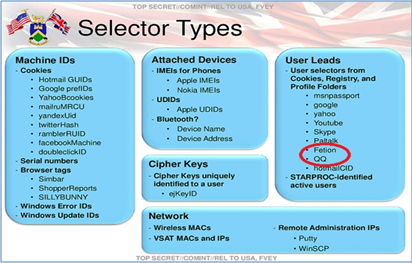 TOP SECRET//COMINT//REL TO USA, FVEY
Selector Types
Machine IDs
- Cookies
• Hotmail GUIDs
• Google prefIDs
• YahooBcookies
• mailruMRCU
• yandexUid
• twitterHash
• ramblerRUID
• facebookMachine
• doubleclickID
- Serial numbers
- Browser tags
• Simbar
• ShopperReports
• SILLYBUNNY
- Windows Error IDs
- Windows Update IDs
Attached Devices
- IMEIs for Phones
• Apple IMEIs
• Nokia IMEIs
- UDIDs
• Apple UDIDs
- Bluetooth?
• Device Name
• Device Address
Cipher Keys
- Cipher Keys uniquely
identified to a user
• ejKeyID
User Leads
- User selectors from
Cookies, Registry, and
Profile Folders
• msnpassport
• google
• yahoo
• Youtube
• Skype
• Paltalk
• Fetion
• QQ
• hotmailCID
- STARPROC-identified
active users
Network
- Wireless MACs
- VSAT MACs and IPs
- Remote Administration IPs
• Putty
• WinSCP
TOP SECRET//COMINT//REL TO USA, FVEY